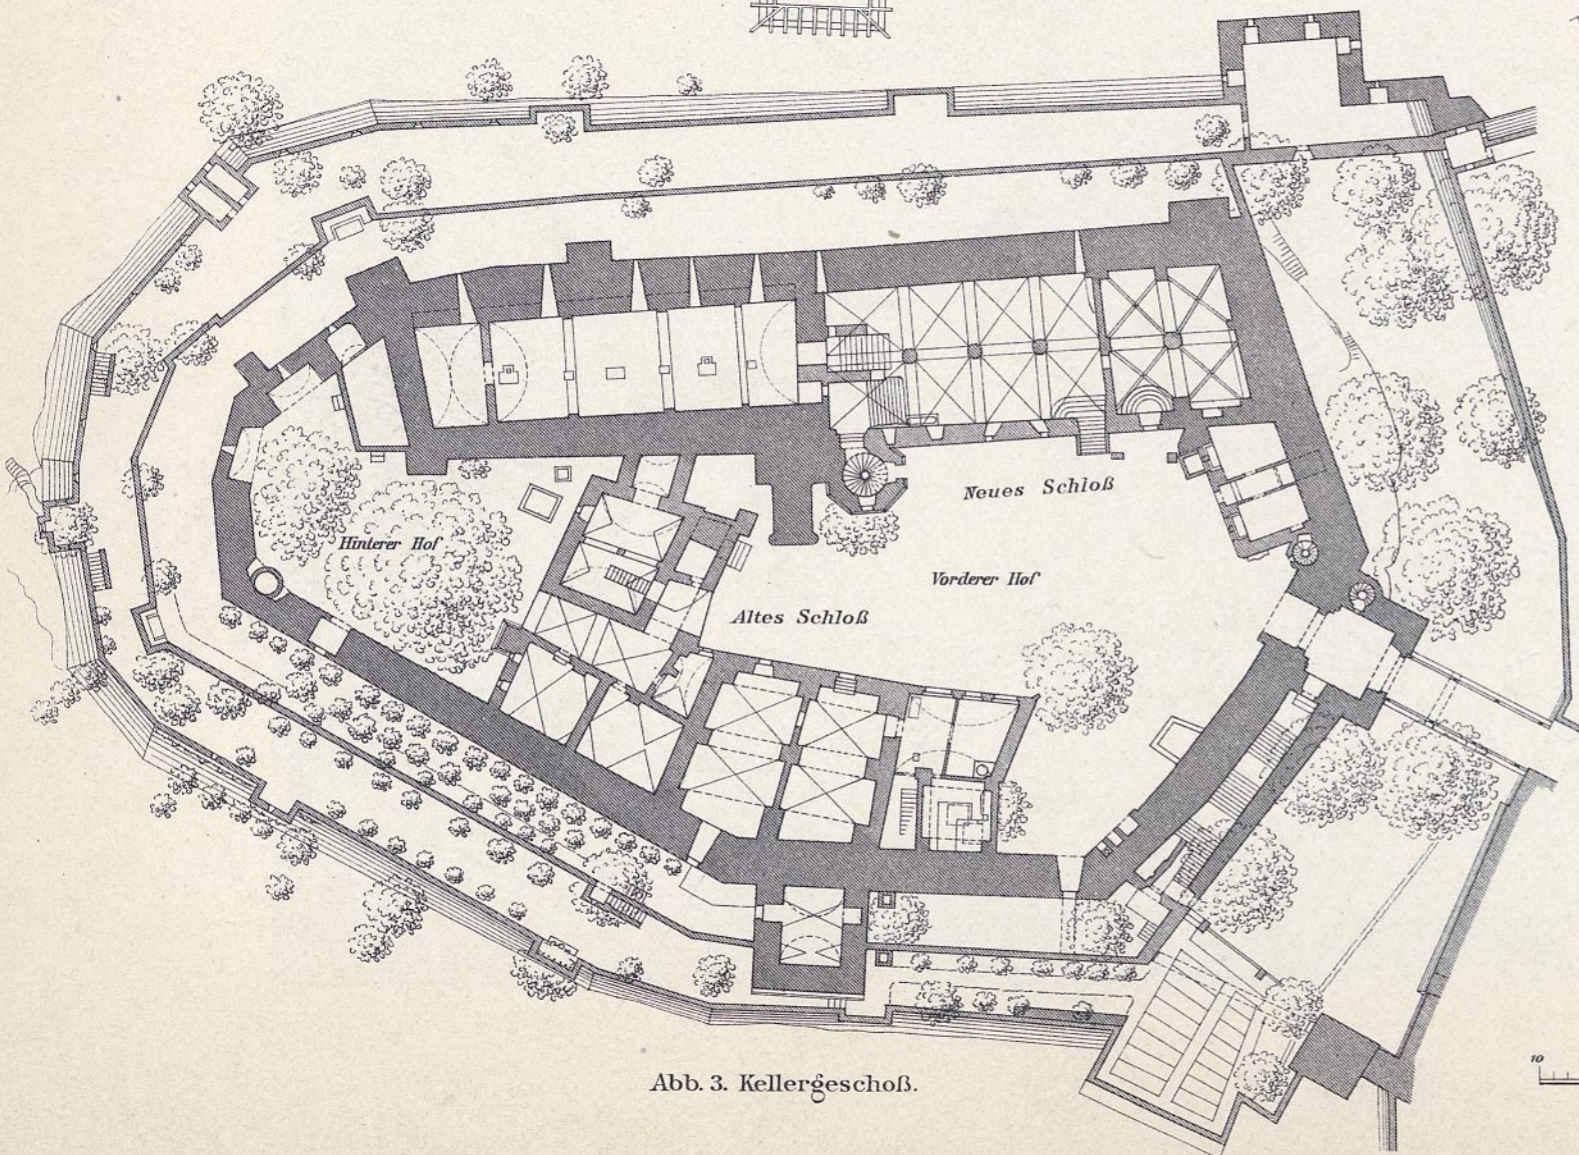 Neues Schloß
Hinterer Hof
Vorderer Hof
Altes Schloß
10
Abb. 3. Kellergeschoß.